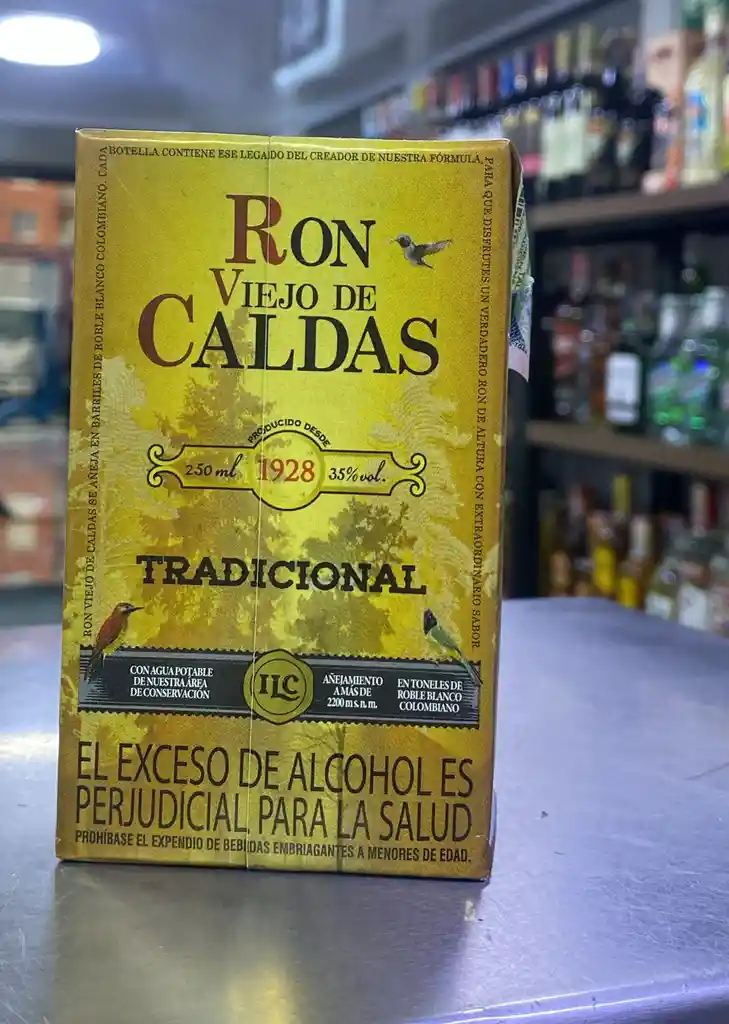 RON VIEJO DE CALDAS SE AÑEJA EN BARRILES DE ROBLE BLANCO COLOMBIANO. CADA
BOTELLA CONTIENE ESE LEGADO DEL CREADOR DE NUESTRA FÓRMULA,
PARA QUE DISFRUTES UN VERDADERO RON DE ALTURA CON EXTRAORDINARIO SABOR
RON
VIEJO DE
CALDAS
PRODUCIDO DESDE
250 ml 1928 35% vol.
TRADICIONAL
CON AGUA POTABLE
DE NUESTRA ÁREA
DE CONSERVACIÓN
ILC
AÑEJAMIENTO
A MÁS DE
2200 m s. n. m.
EN TONELES DE
ROBLE BLANCO
COLOMBIANO
EL EXCESO DE ALCOHOL ES
PERJUDICIAL PARA LA SALUD
PROHÍBASE EL EXPENDIO DE BEBIDAS EMBRIAGANTES A MENORES DE EDAD.